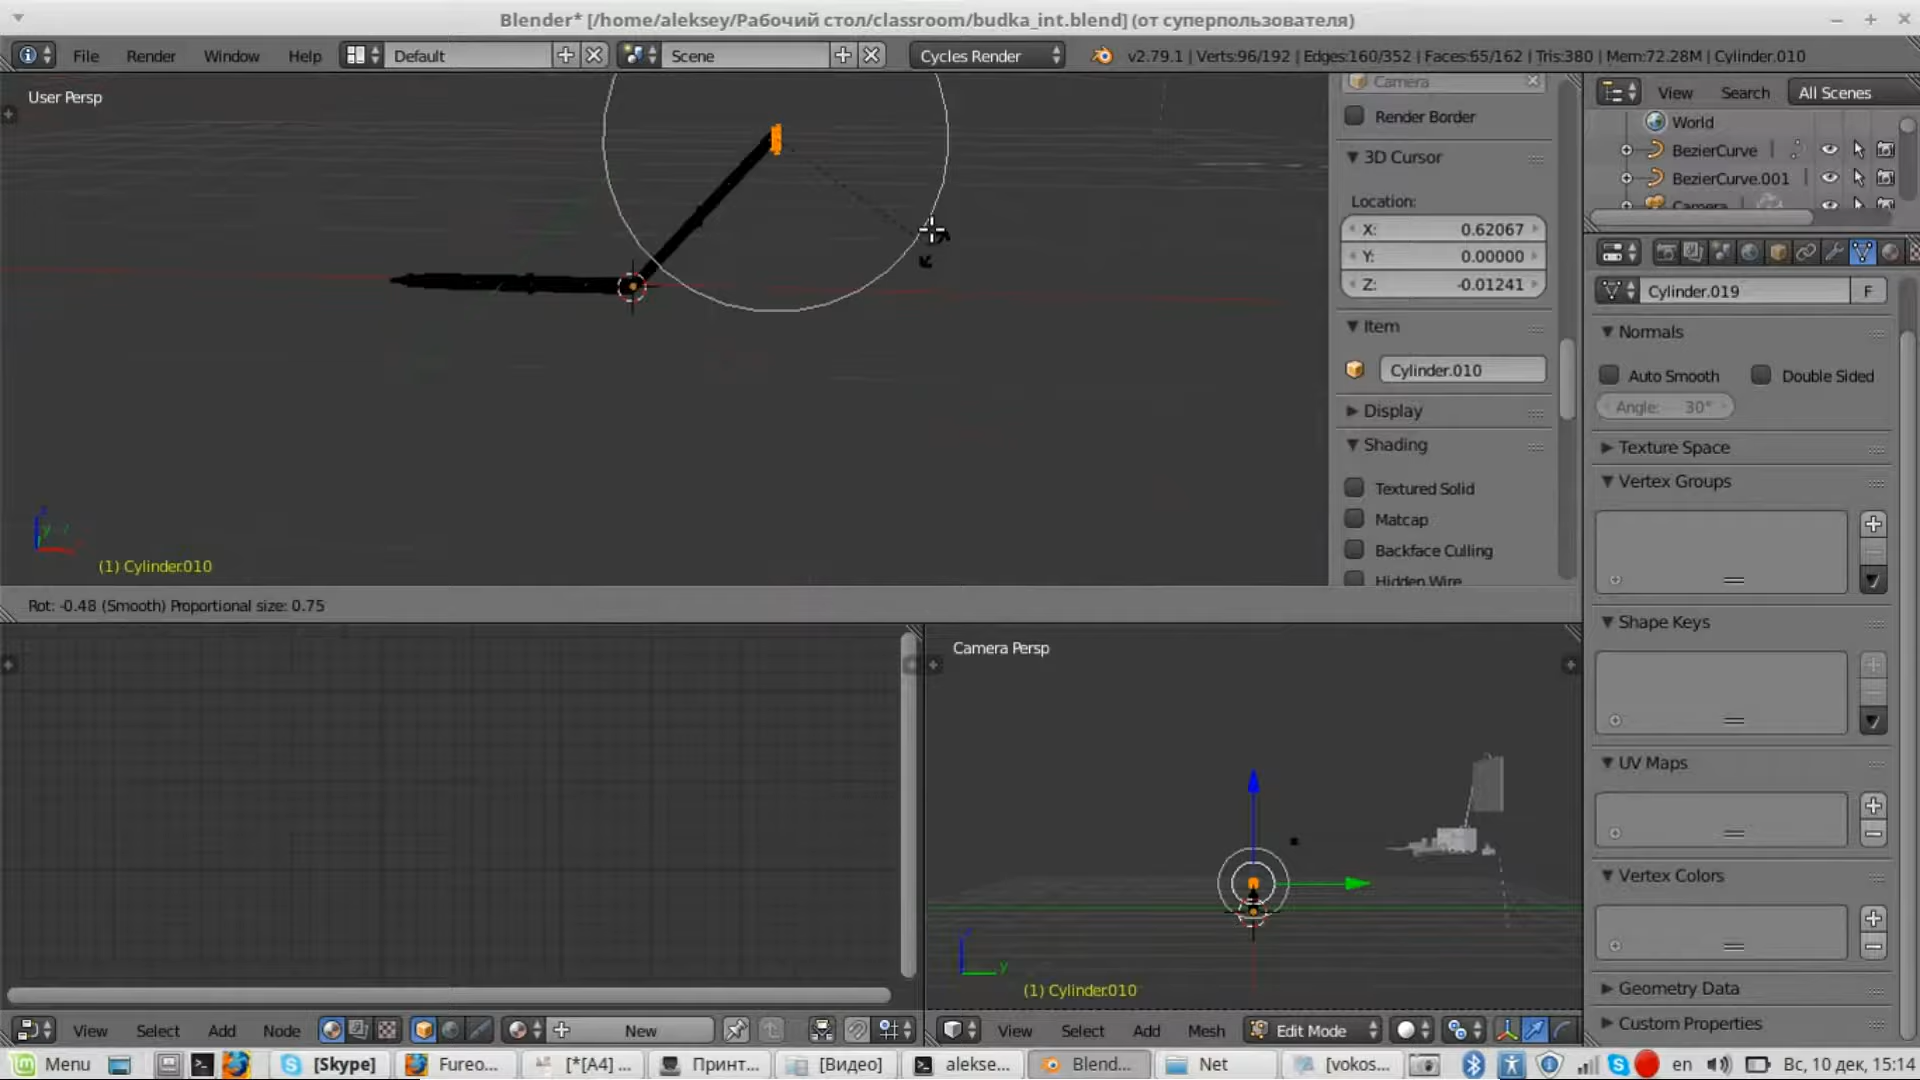 Blender* [/home/aleksey/Рабочий стол/classroom/budka_int.blend] (от суперпользователя)
File Render Window Help Default Scene Cycles Render v2.79.1 | Verts:96/192 | Edges:160/352 | Faces:65/162 | Tris:380 | Mem:72.28M | Cylinder.010
User Persp
Camera
Render Border
3D Cursor
Location:
X: 0.62067
Y: 0.00000
Z: -0.01241
Item
Cylinder.010
Display
Shading
Textured Solid
Matcap
Backface Culling
Hidden Wire
(1) Cylinder.010
Rot: -0.48 (Smooth) Proportional size: 0.75
View Search All Scenes
World
BezierCurve
BezierCurve.001
Camera
Cylinder.019 F
Normals
Auto Smooth Double Sided
Angle: 30°
Texture Space
Vertex Groups
Shape Keys
UV Maps
Vertex Colors
Geometry Data
Custom Properties
Camera Persp
y
(1) Cylinder.010
View Select Add Node New
View Select Add Mesh Edit Mode
Menu [Skype] Fureo... [*[A4] ... Принт... [Видео] alekse... Blend... Net [vokos... en Вс, 10 дек, 15:14